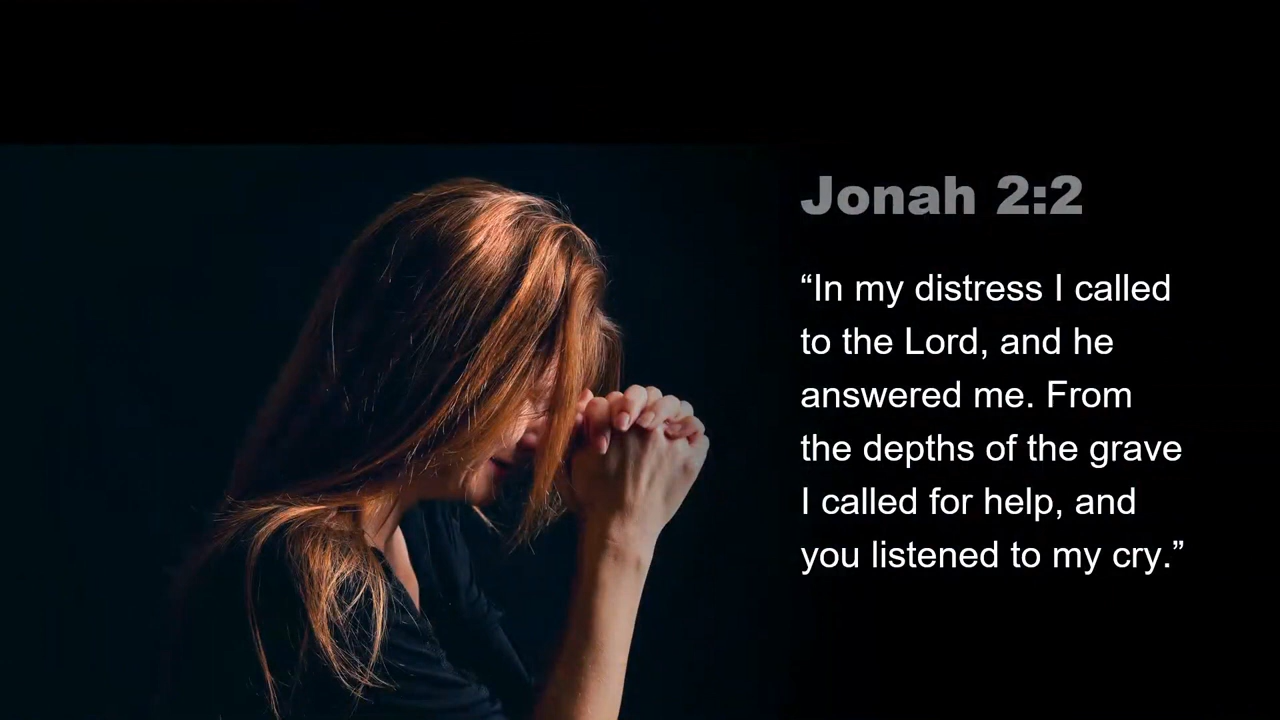 Jonah 2:2
“In my distress I called
to the Lord, and he
answered me. From
the depths of the grave
I called for help, and
you listened to my cry.”